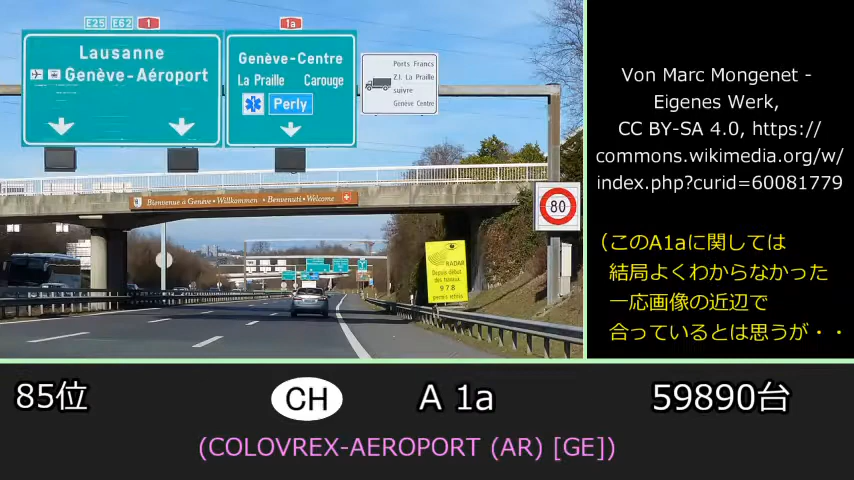 E25 E62 1
1a
Lausanne
Genève-Aéroport
Genève-Centre
La Praille Carouge
Perly
Ports Francs
Z.I. La Praille
suivre
Genève Centre
Bienvenue à Genève • Willkommen • Benvenuti • Welcome
80
RADAR
Depuis début
des travaux
978
Von Marc Mongenet -
Eigenes Werk,
CC BY-SA 4.0, https://
commons.wikimedia.org/w/
index.php?curid=60081779
(このA1aに関しては
結局よくわからなかった
一応画像の近辺で
合っているとは思うが・・
85位
CH
A 1a
59890台
(COLOVREX-AEROPORT (AR) [GE])